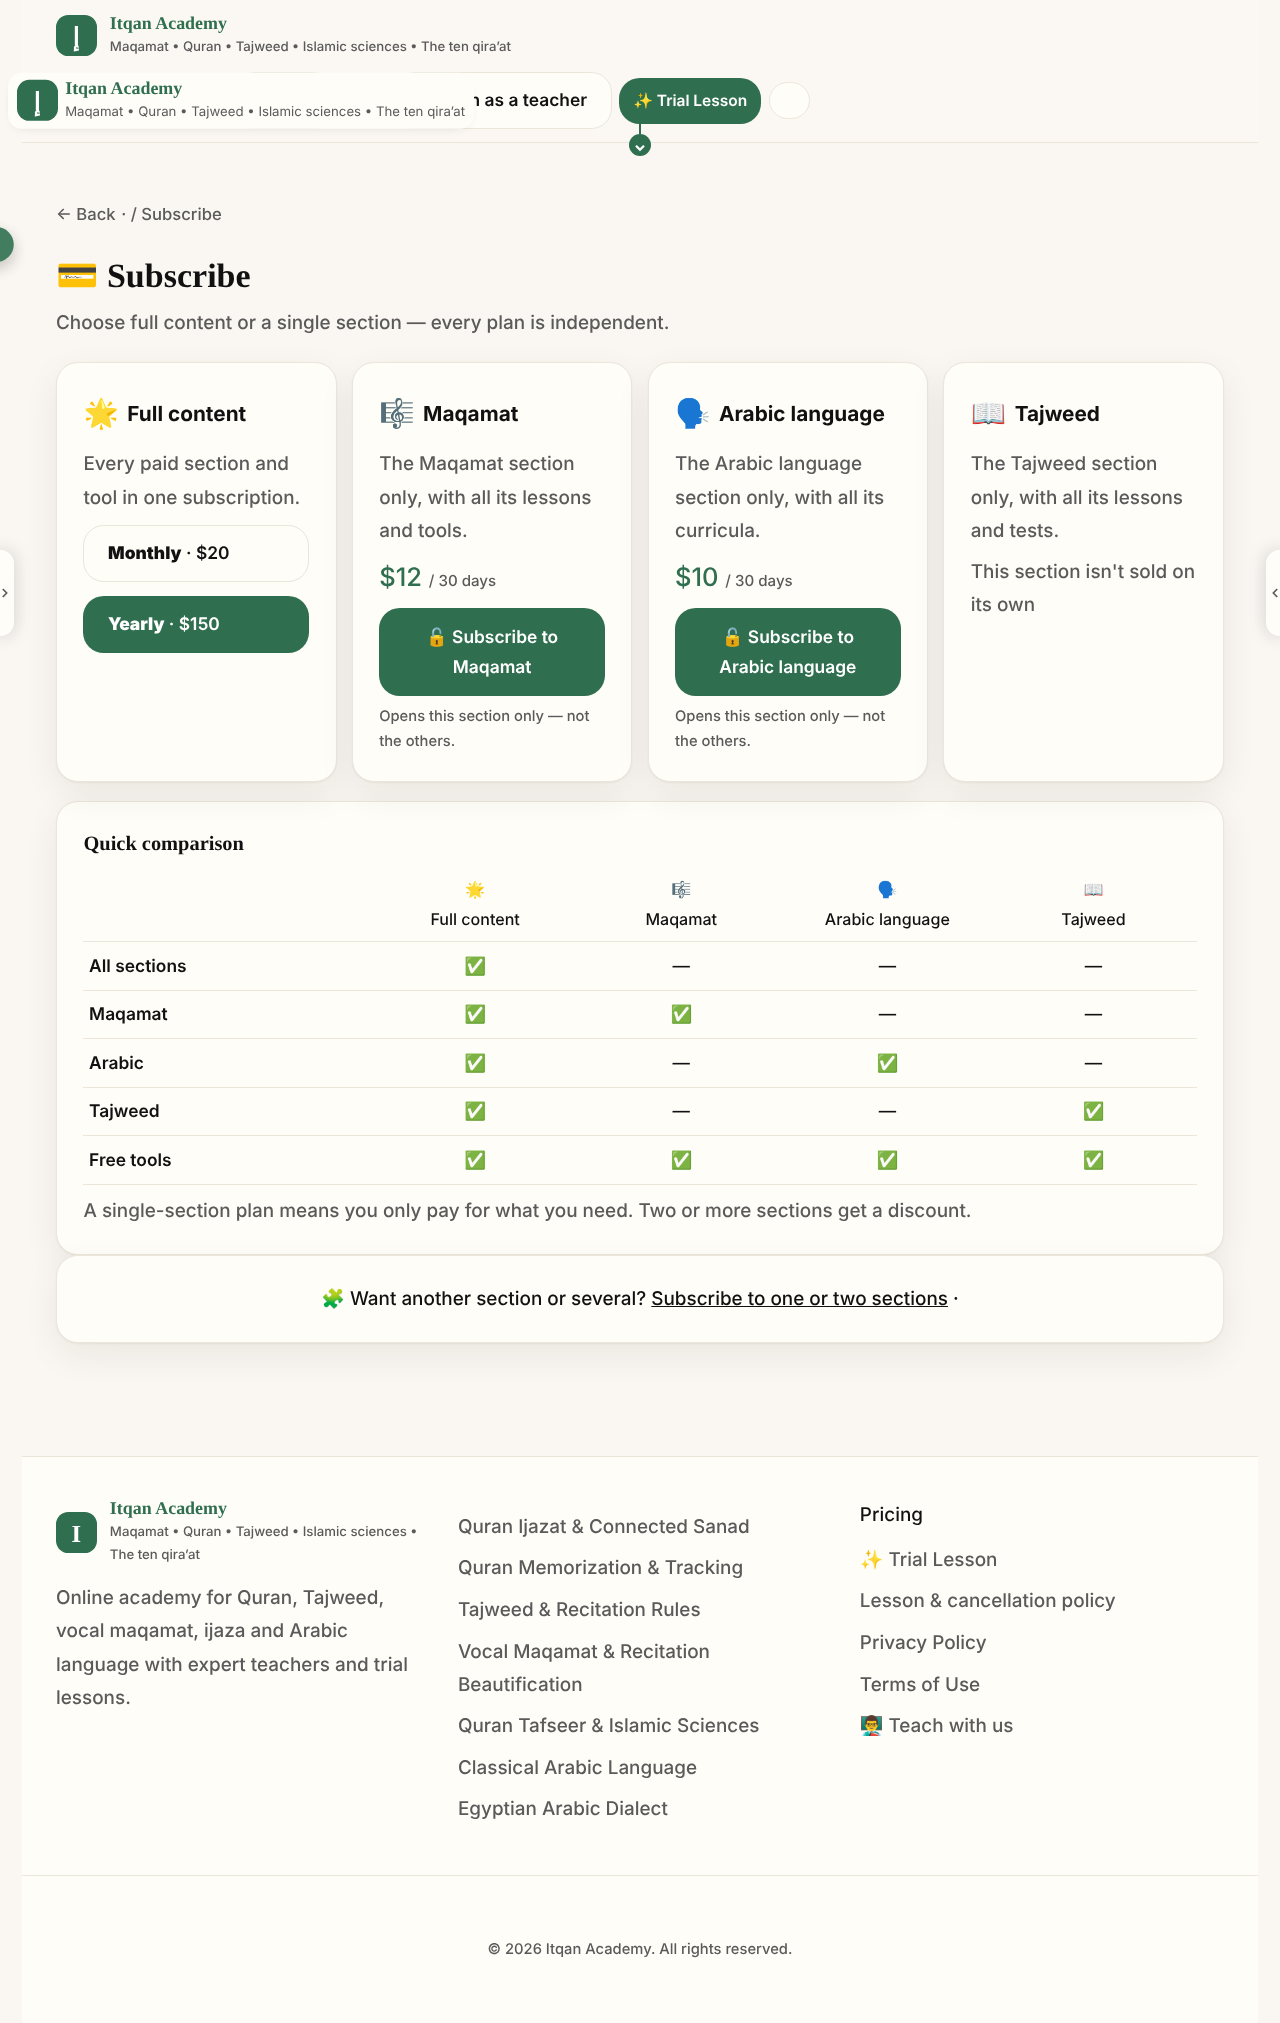 Itqan Academy
Maqamat • Quran • Tajweed • Islamic sciences • The ten qira’at
Itqan Academy
Maqamat • Quran • Tajweed • Islamic sciences • The ten qira’at
as a teacher
✨ Trial Lesson
← Back · / Subscribe
💳 Subscribe
Choose full content or a single section — every plan is independent.
🌟 Full content
Every paid section and
tool in one subscription.
Monthly · $20
Yearly · $150
🎼 Maqamat
The Maqamat section
only, with all its lessons
and tools.
$12 / 30 days
🔓 Subscribe to
Maqamat
Opens this section only — not
the others.
🗣️ Arabic language
The Arabic language
section only, with all its
curricula.
$10 / 30 days
🔓 Subscribe to
Arabic language
Opens this section only — not
the others.
📖 Tajweed
The Tajweed section
only, with all its lessons
and tests.
This section isn't sold on
its own
Quick comparison
🌟 🎼 🗣️ 📖
Full content Maqamat Arabic language Tajweed
All sections ✅ — — —
Maqamat ✅ ✅ — —
Arabic ✅ — ✅ —
Tajweed ✅ — — ✅
Free tools ✅ ✅ ✅ ✅
A single-section plan means you only pay for what you need. Two or more sections get a discount.
🧩 Want another section or several? Subscribe to one or two sections ·
I
Itqan Academy
Maqamat • Quran • Tajweed • Islamic sciences •
The ten qira’at
Online academy for Quran, Tajweed,
vocal maqamat, ijaza and Arabic
language with expert teachers and trial
lessons.
Quran Ijazat & Connected Sanad
Quran Memorization & Tracking
Tajweed & Recitation Rules
Vocal Maqamat & Recitation
Beautification
Quran Tafseer & Islamic Sciences
Classical Arabic Language
Egyptian Arabic Dialect
Pricing
✨ Trial Lesson
Lesson & cancellation policy
Privacy Policy
Terms of Use
👨‍🏫 Teach with us
© 2026 Itqan Academy. All rights reserved.